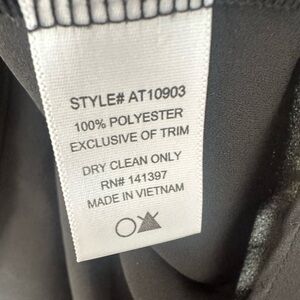 STYLE# AT10903
100% POLYESTER
EXCLUSIVE OF TRIM
DRY CLEAN ONLY
RN# 141397
MADE IN VIETNAM